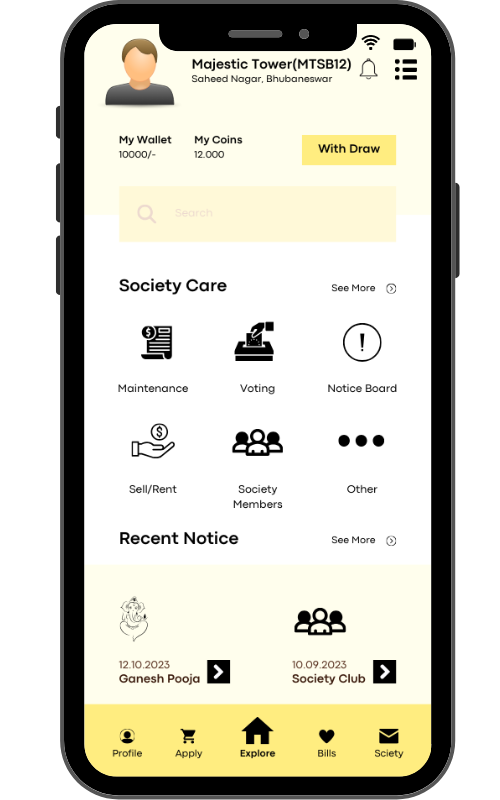 Majestic Tower(MTSB12)
Saheed Nagar, Bhubaneswar
My Wallet My Coins
10000/- 12.000
With Draw
Search
Society Care See More
Maintenance Voting Notice Board
Sell/Rent Society Members Other
Recent Notice See More
12.10.2023
Ganesh Pooja
10.09.2023
Society Club
Profile Apply Explore Bills Sciety